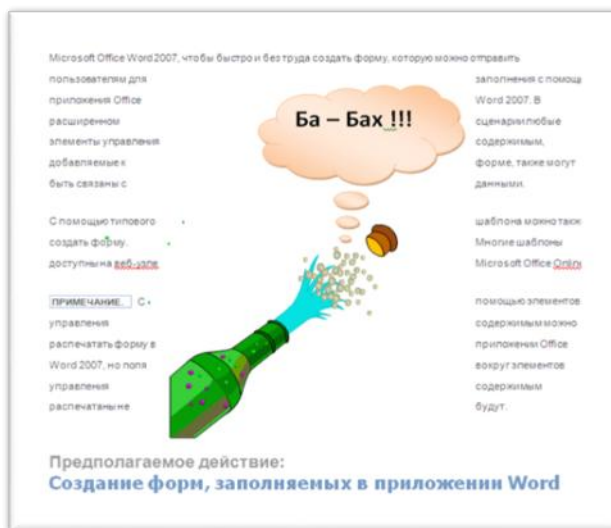 Microsoft Office Word 2007, чтобы быстро и без труда создать форму, которую можно отправить
пользователям для заполнения с помощь
приложения Office Word 2007. В
расширенном сценарии любые
элементы управления содержимым,
добавляемые к форме, также могут
быть связаны с данными.
Ба – Бах !!!
С помощью типового шаблона можно такж
создать форму. Многие шаблоны
доступны на веб-узле Microsoft Office Online
ПРИМЕЧАНИЕ. С помощью элементов
управления содержимым можно
распечатать форму в приложении Office
Word 2007, но поля вокруг элементов
управления содержимым
распечатаны не будут.
Предполагаемое действие:
Создание форм, заполняемых в приложении Word